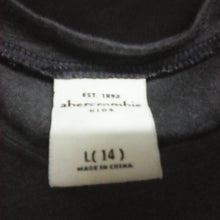 EST. 1892
abercrombie
KIDS
L(14)
MADE IN CHINA